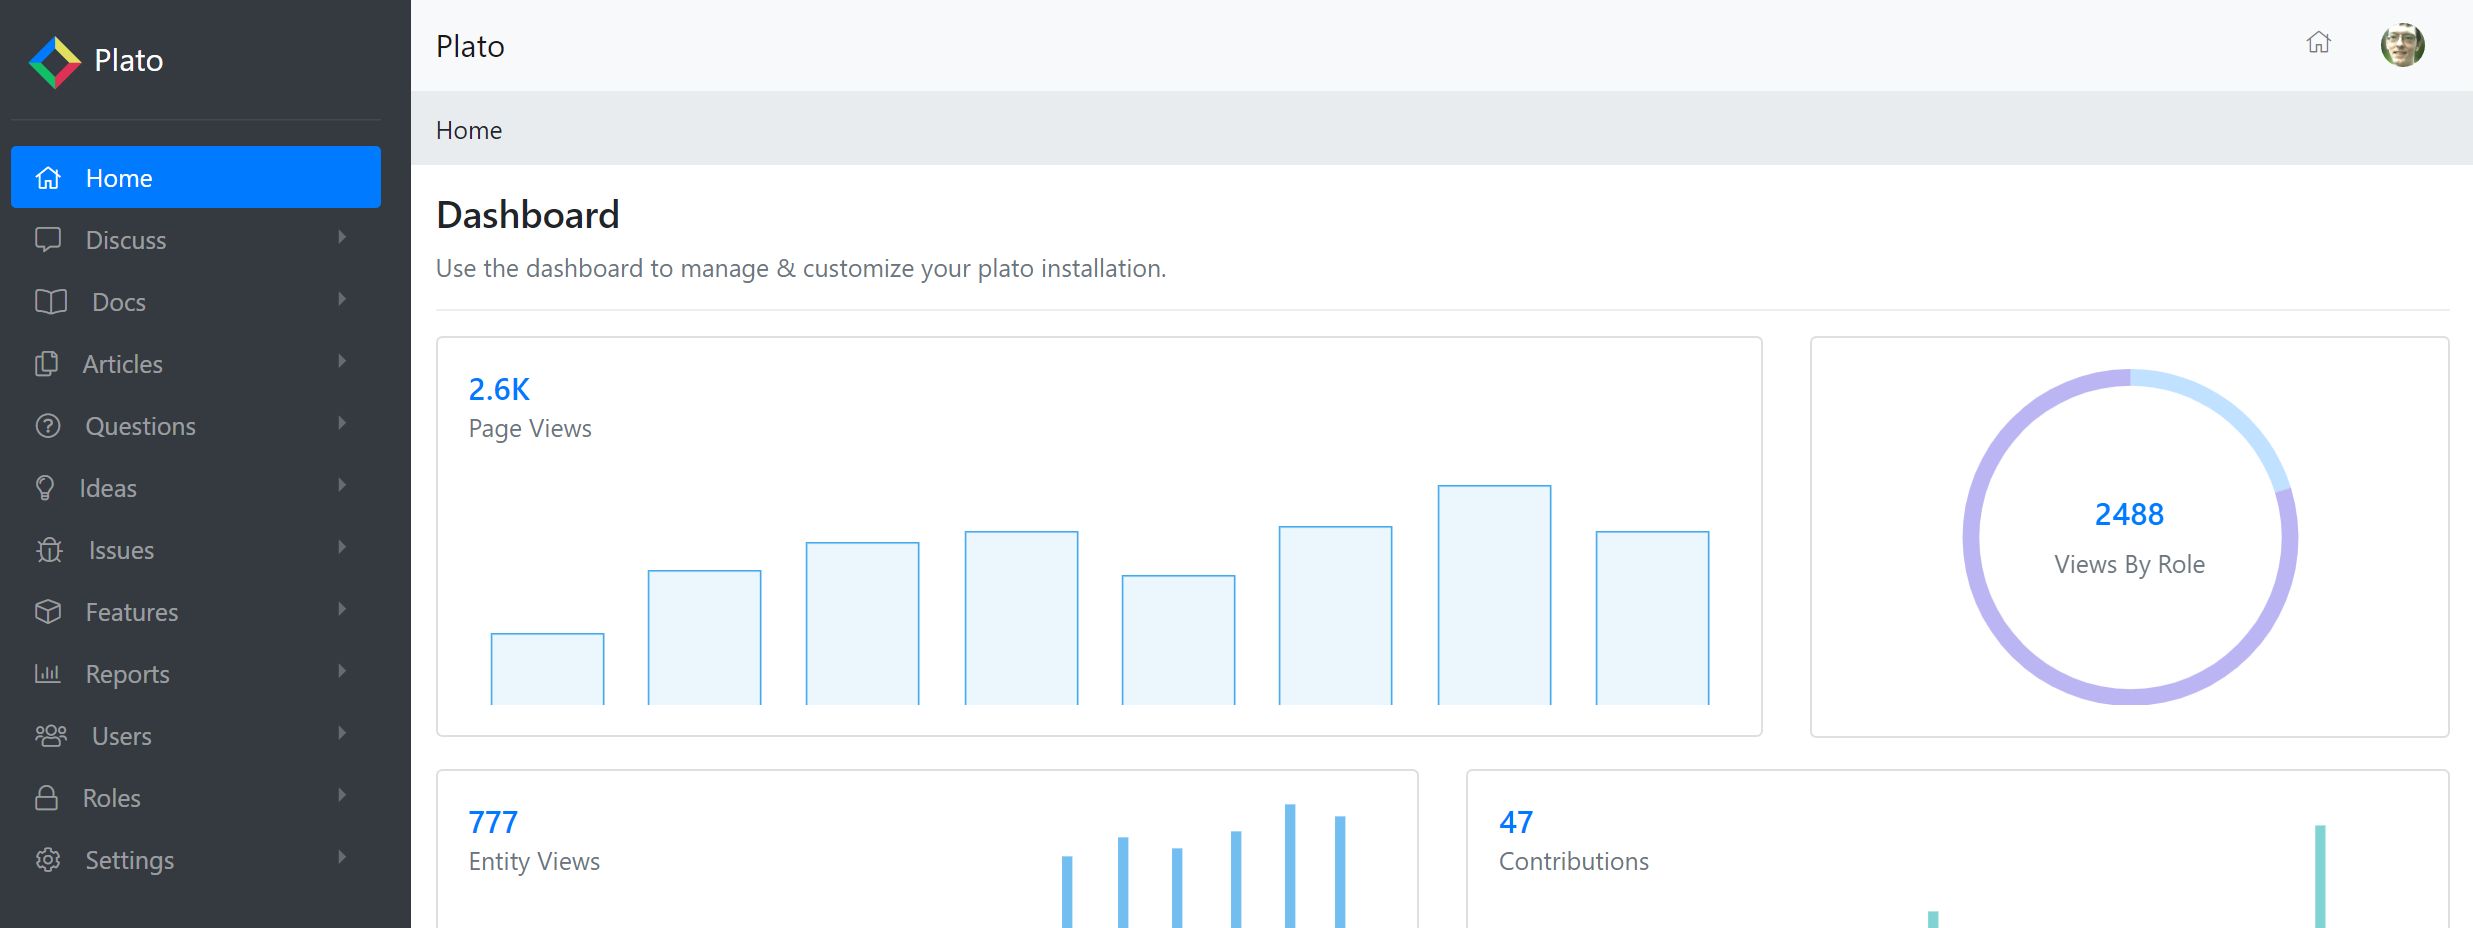 Plato
Home
Discuss
Docs
Articles
Questions
Ideas
Issues
Features
Reports
Users
Roles
Settings
Plato
Home
Dashboard
Use the dashboard to manage & customize your plato installation.
2.6K
Page Views
2488
Views By Role
777
Entity Views
47
Contributions